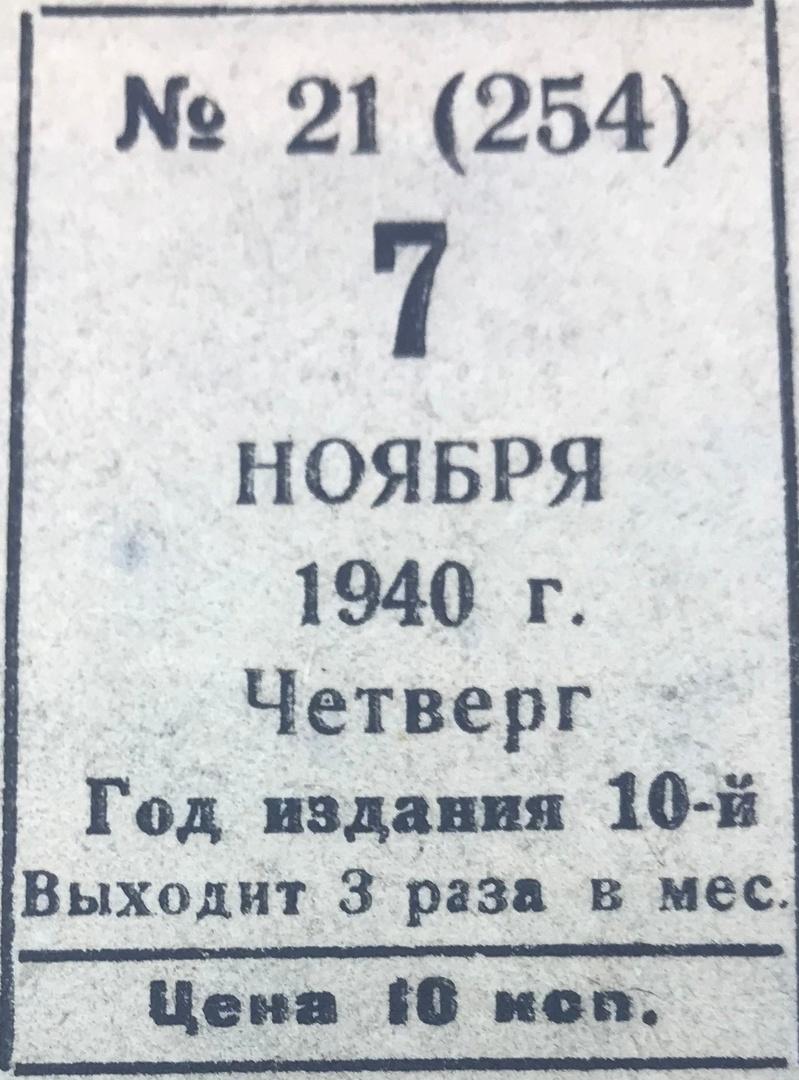 № 21 (254)
7
НОЯБРЯ
1940 г.
Четверг
Год издания 10-й
Выходит 3 раза в мес.
Цена 10 коп.